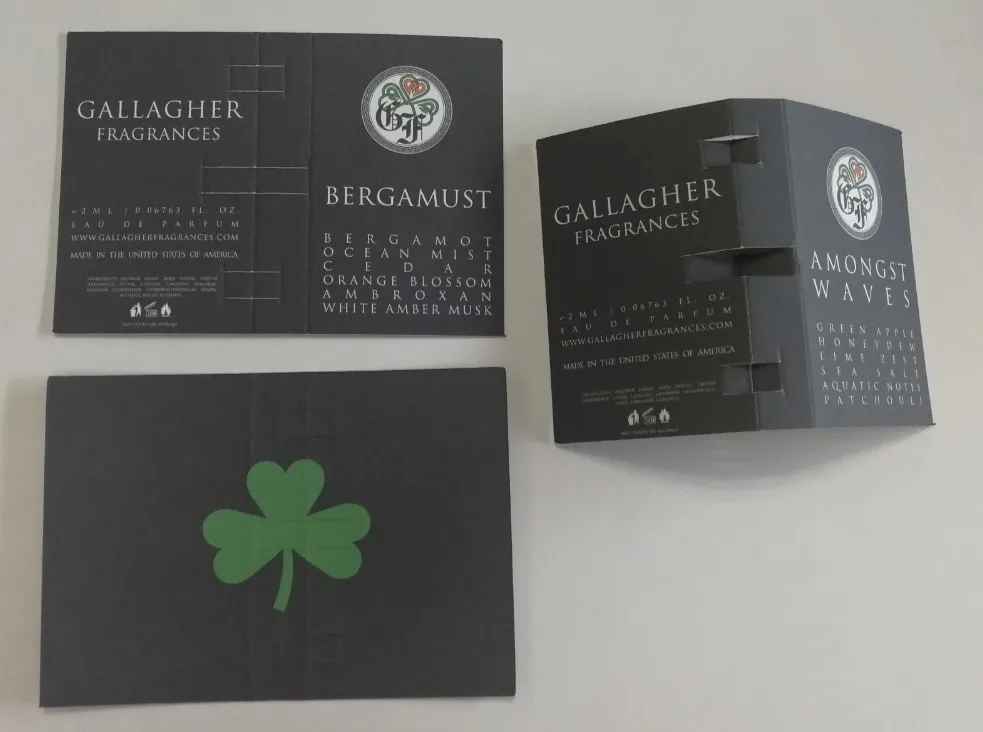 GALLAGHER
FRAGRANCES
2ML | 0.06763 FL. OZ.
EAU DE PARFUM
WWW.GALLAGHERFRAGRANCES.COM
MADE IN THE UNITED STATES OF AMERICA
GF
BERGAMUST
BERGAMOT
OCEAN MIST
CEDAR
ORANGE BLOSSOM
AMBROXAN
WHITE AMBER MUSK
GALLAGHER
FRAGRANCES
2ML | 0.06763 FL. OZ.
EAU DE PARFUM
WWW.GALLAGHERFRAGRANCES.COM
MADE IN THE UNITED STATES OF AMERICA
GF
AMONGST
WAVES
GREEN APPLE
HONEYDEW
LIME ZEST
SEA SALT
AQUATIC NOTES
PATCHOULI